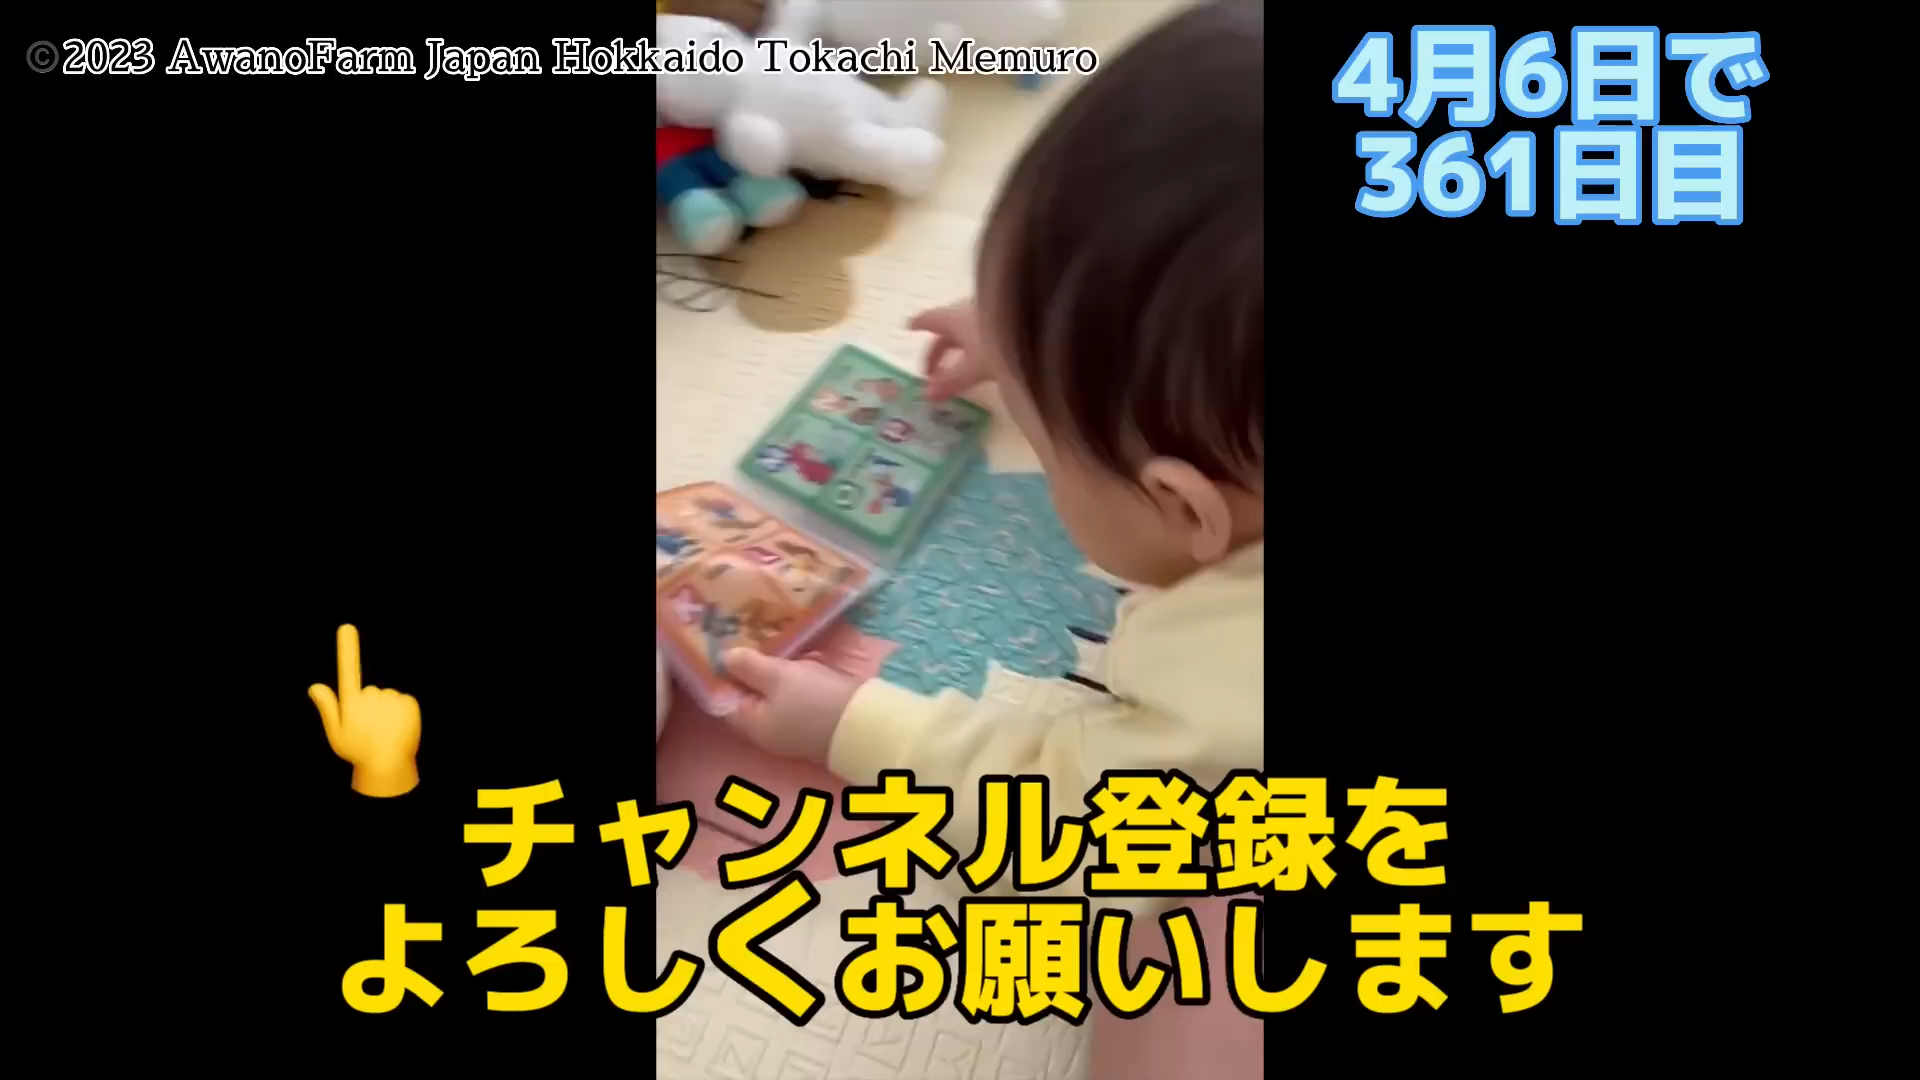 ©2023 AwanoFarm Japan Hokkaido Tokachi Memuro
4月6日で
361日目
チャンネル登録を
よろしくお願いします